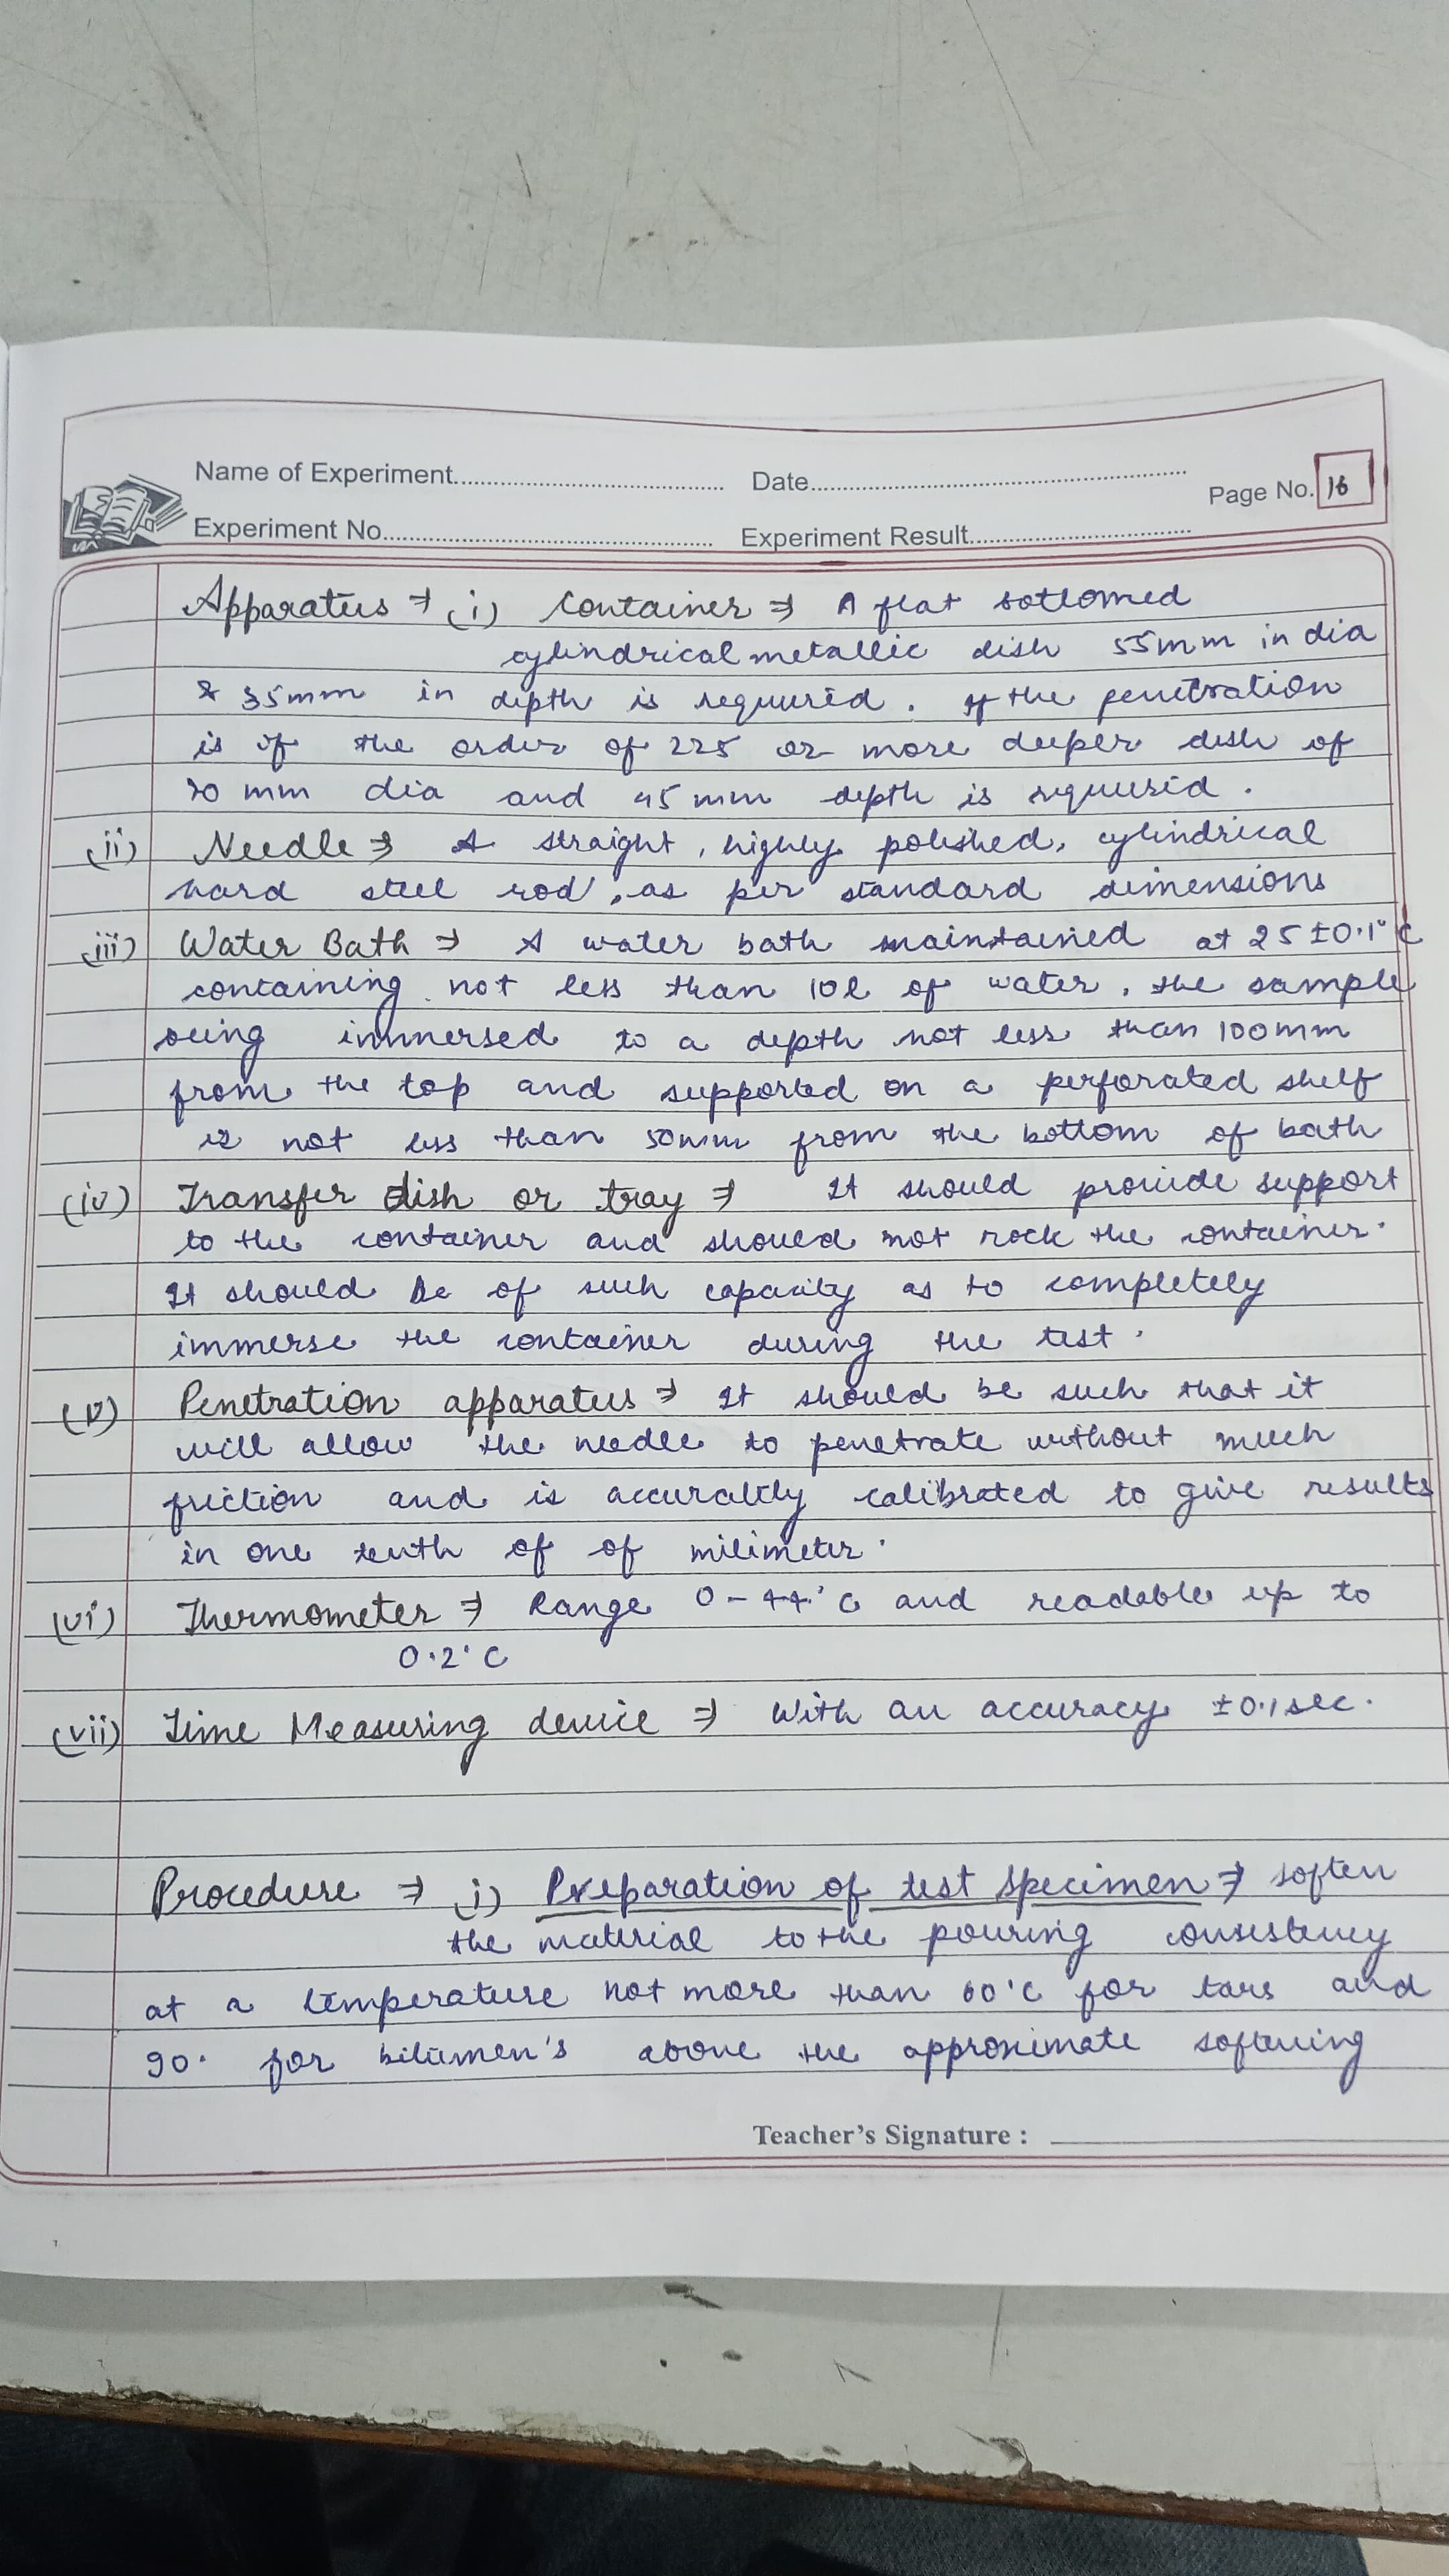 Name of Experiment........ Date........ Page No. 16
Experiment No........ Experiment Result........
Apparatus ⇒ (i) Container ⇒ A flat bottomed
cylindrical metallic dish 55mm in dia
& 35mm in depth is requured. If the penetration
is of the order of 225 or more deeper dish of
70 mm dia and 45 mm depth is requured.
(ii) Needle ⇒ A straight, highly polished, cylindrical
hard steel rod, as per standard dimensions
(iii) Water Bath ⇒ A water bath maintained at 25 ± 0.1°C
containing not less than 10l of water, the sample
being immersed to a depth not less than 100mm
from the top and supported on a perforated shelf
is not less than 50mm from the bottom of bath
(iv) Transfer dish or tray ⇒ It should provide support
to the container and should not rock the container.
It should be of such capacity as to completely
immerse the container during the test.
(v) Penetration apparatus ⇒ It should be such that it
will allow the needle to penetrate without much
friction and is accurately calibrated to give results
in one tenth of of milimeter.
(vi) Thermometer ⇒ Range 0 - 44°C and readable up to
0.2°C
(vii) Time Measuring device ⇒ With an accuracy ±0.1sec.
Procedure ⇒ (i) Preparation of test specimen ⇒ soften
the material to the pouring consistency
at a temperature not more than 60°C for tars and
90° for bitumen's above the approximate softening
Teacher's Signature :